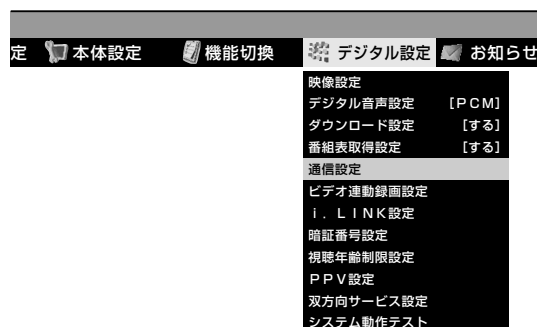 定 本体設定 機能切換 デジタル設定 お知らせ
映像設定
デジタル音声設定 [PCM]
ダウンロード設定 [する]
番組表取得設定 [する]
通信設定
ビデオ連動録画設定
i.LINK設定
暗証番号設定
視聴年齢制限設定
PPV設定
双方向サービス設定
システム動作テスト